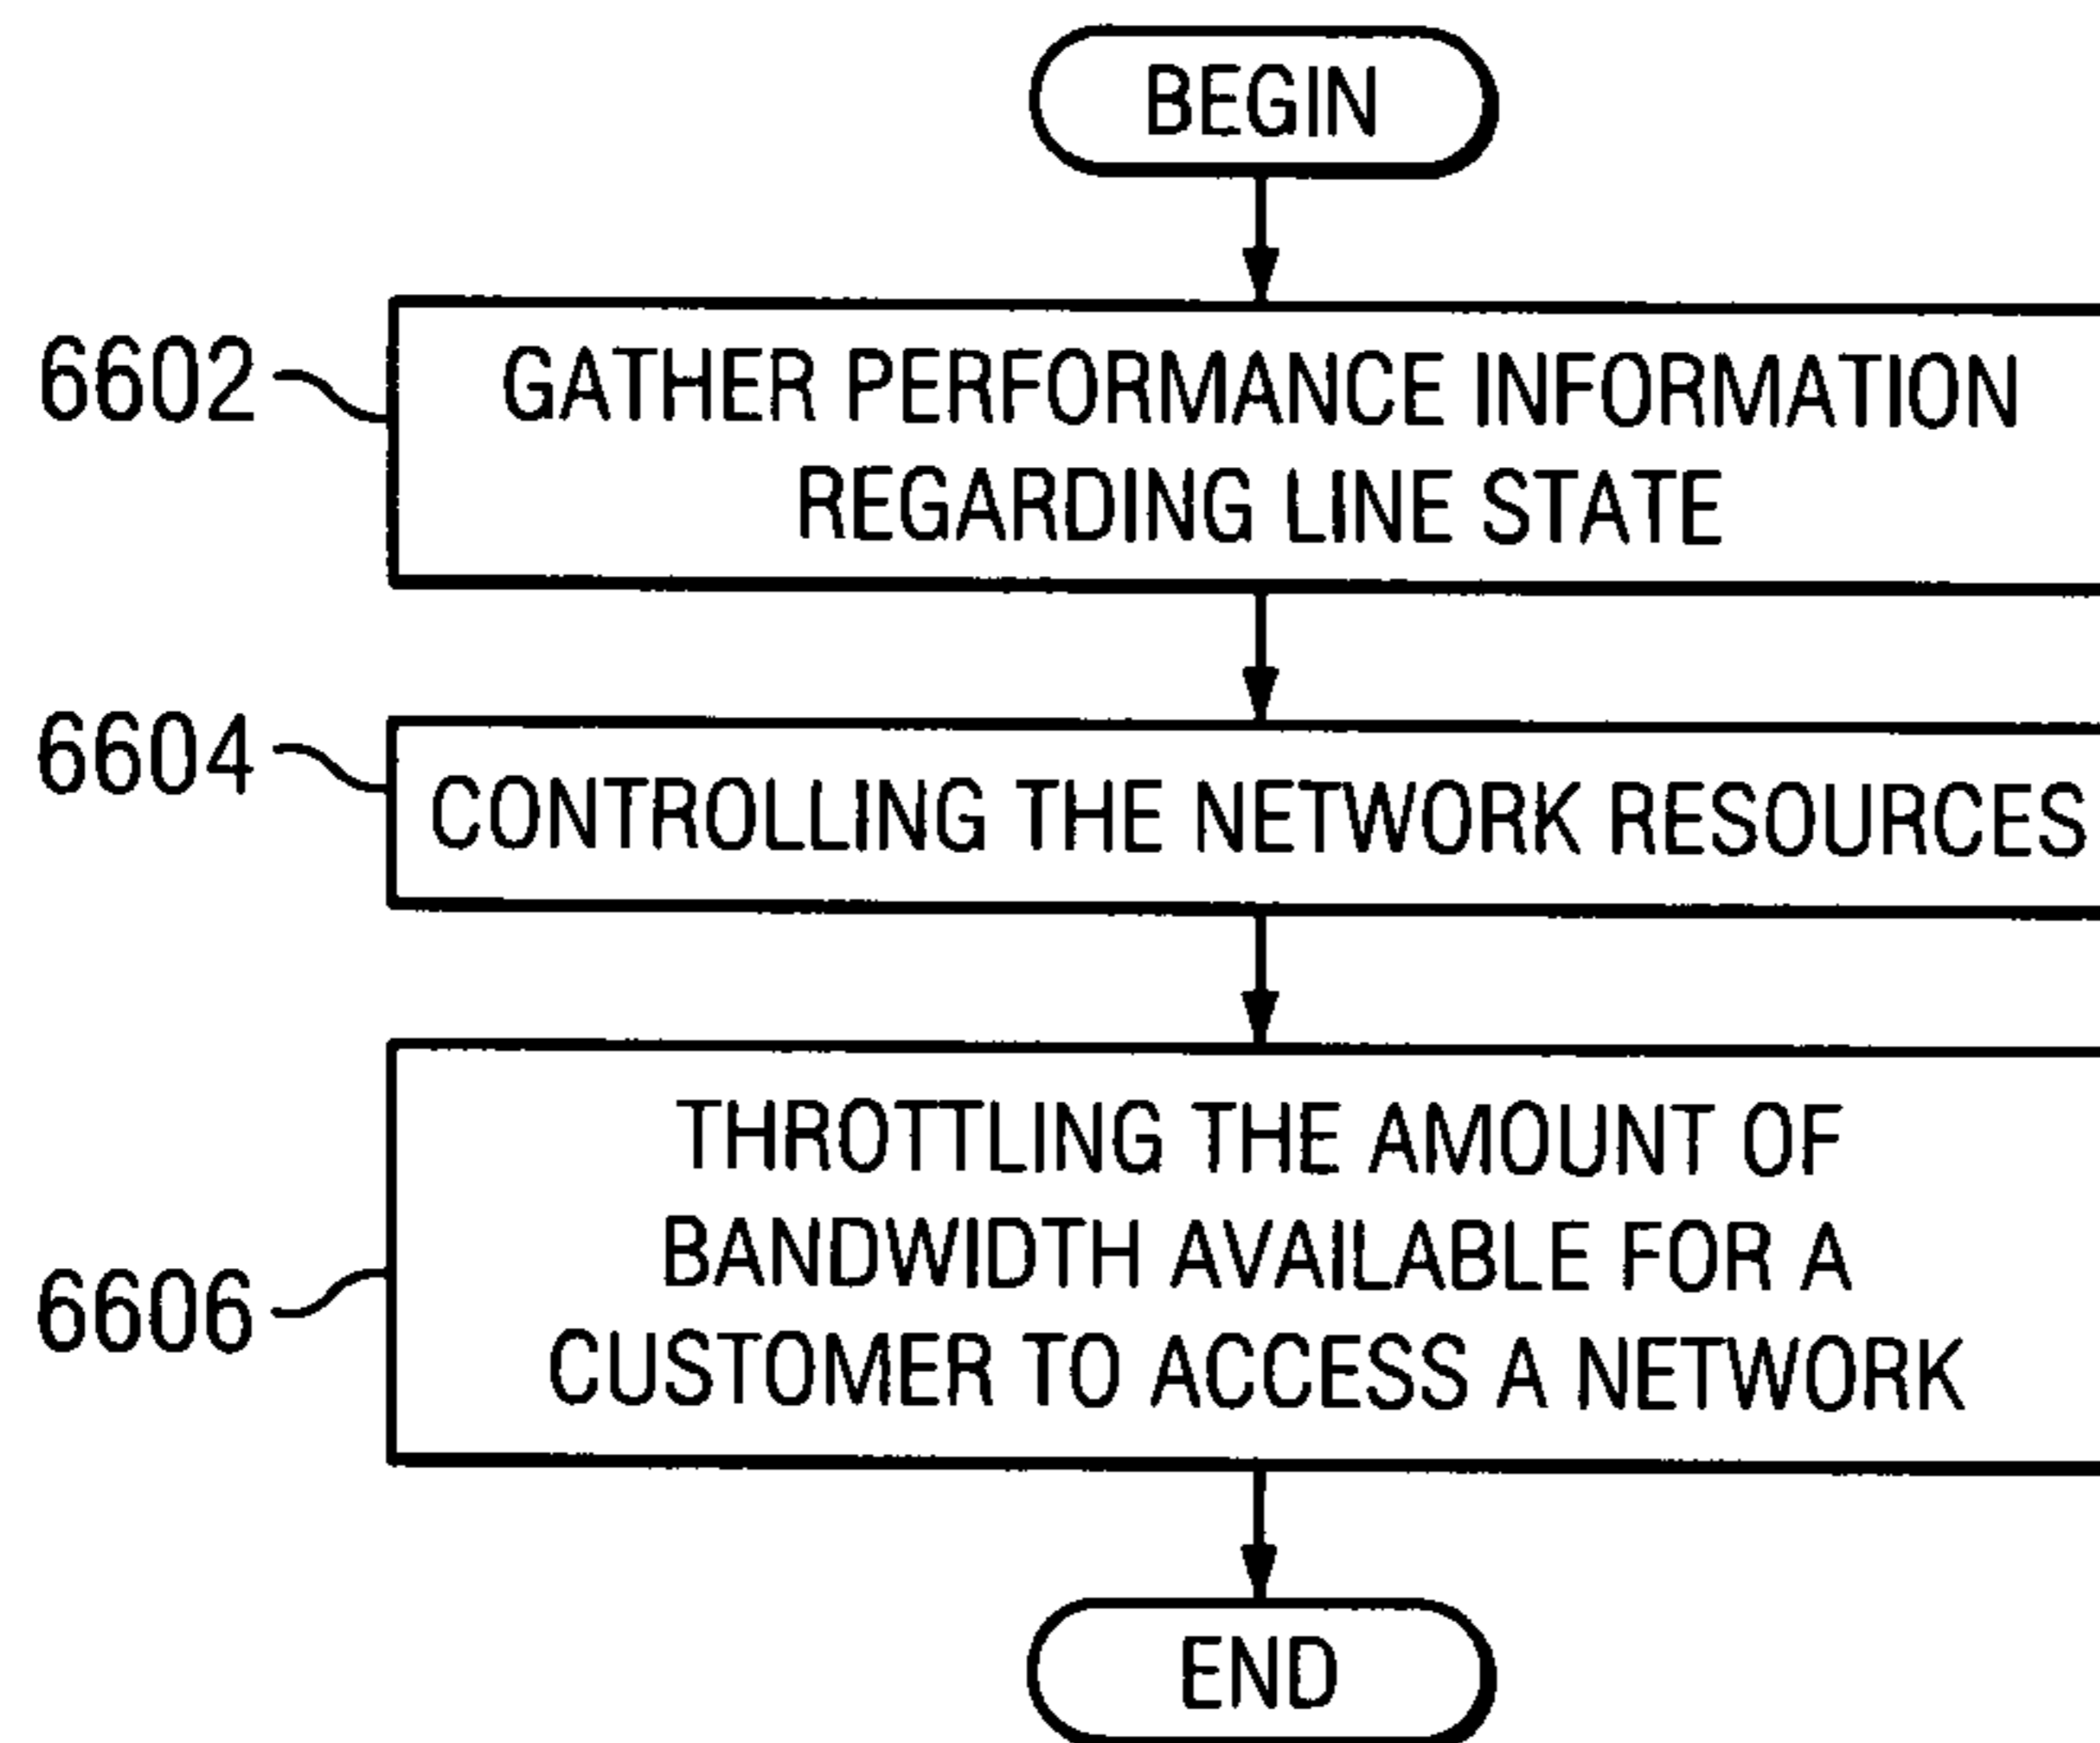 BEGIN
6602
GATHER PERFORMANCE INFORMATION
REGARDING LINE STATE
6604
CONTROLLING THE NETWORK RESOURCES
6606
THROTTLING THE AMOUNT OF
BANDWIDTH AVAILABLE FOR A
CUSTOMER TO ACCESS A NETWORK
END